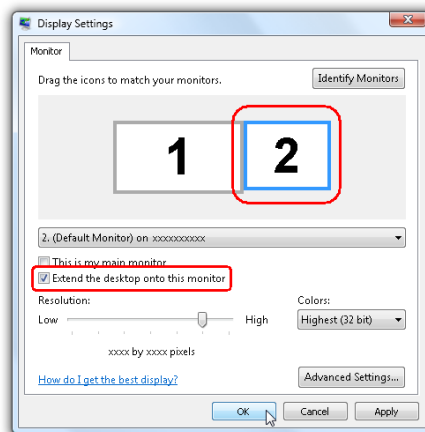 Display Settings
Monitor
Drag the icons to match your monitors.
Identify Monitors
1
2
2. (Default Monitor) on xxxxxxxxxx
This is my main monitor
Extend the desktop onto this monitor
Resolution:
Colors:
Low
High
Highest (32 bit)
xxxx by xxxx pixels
How do I get the best display?
Advanced Settings...
OK
Cancel
Apply